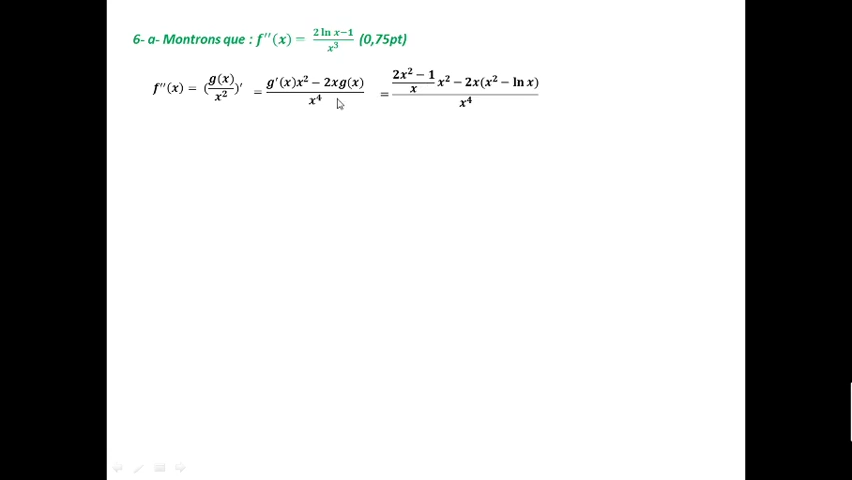 6- a- Montrons que : f''(x) = (2 ln x−1)/x³ (0,75pt)
f''(x) = (g(x)/x²)' = (g'(x)x² − 2xg(x))/x⁴ = ((2x² − 1)/x x² − 2x(x² − ln x))/x⁴